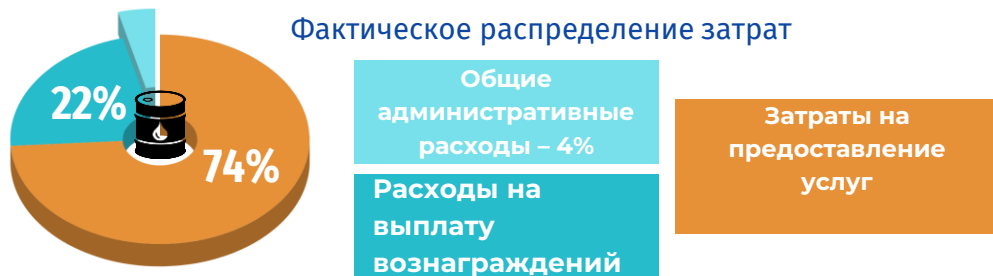 Фактическое распределение затрат
22%
74%
Общие
административные
расходы – 4%
Расходы на
выплату
вознаграждений
Затраты на
предоставление
услуг